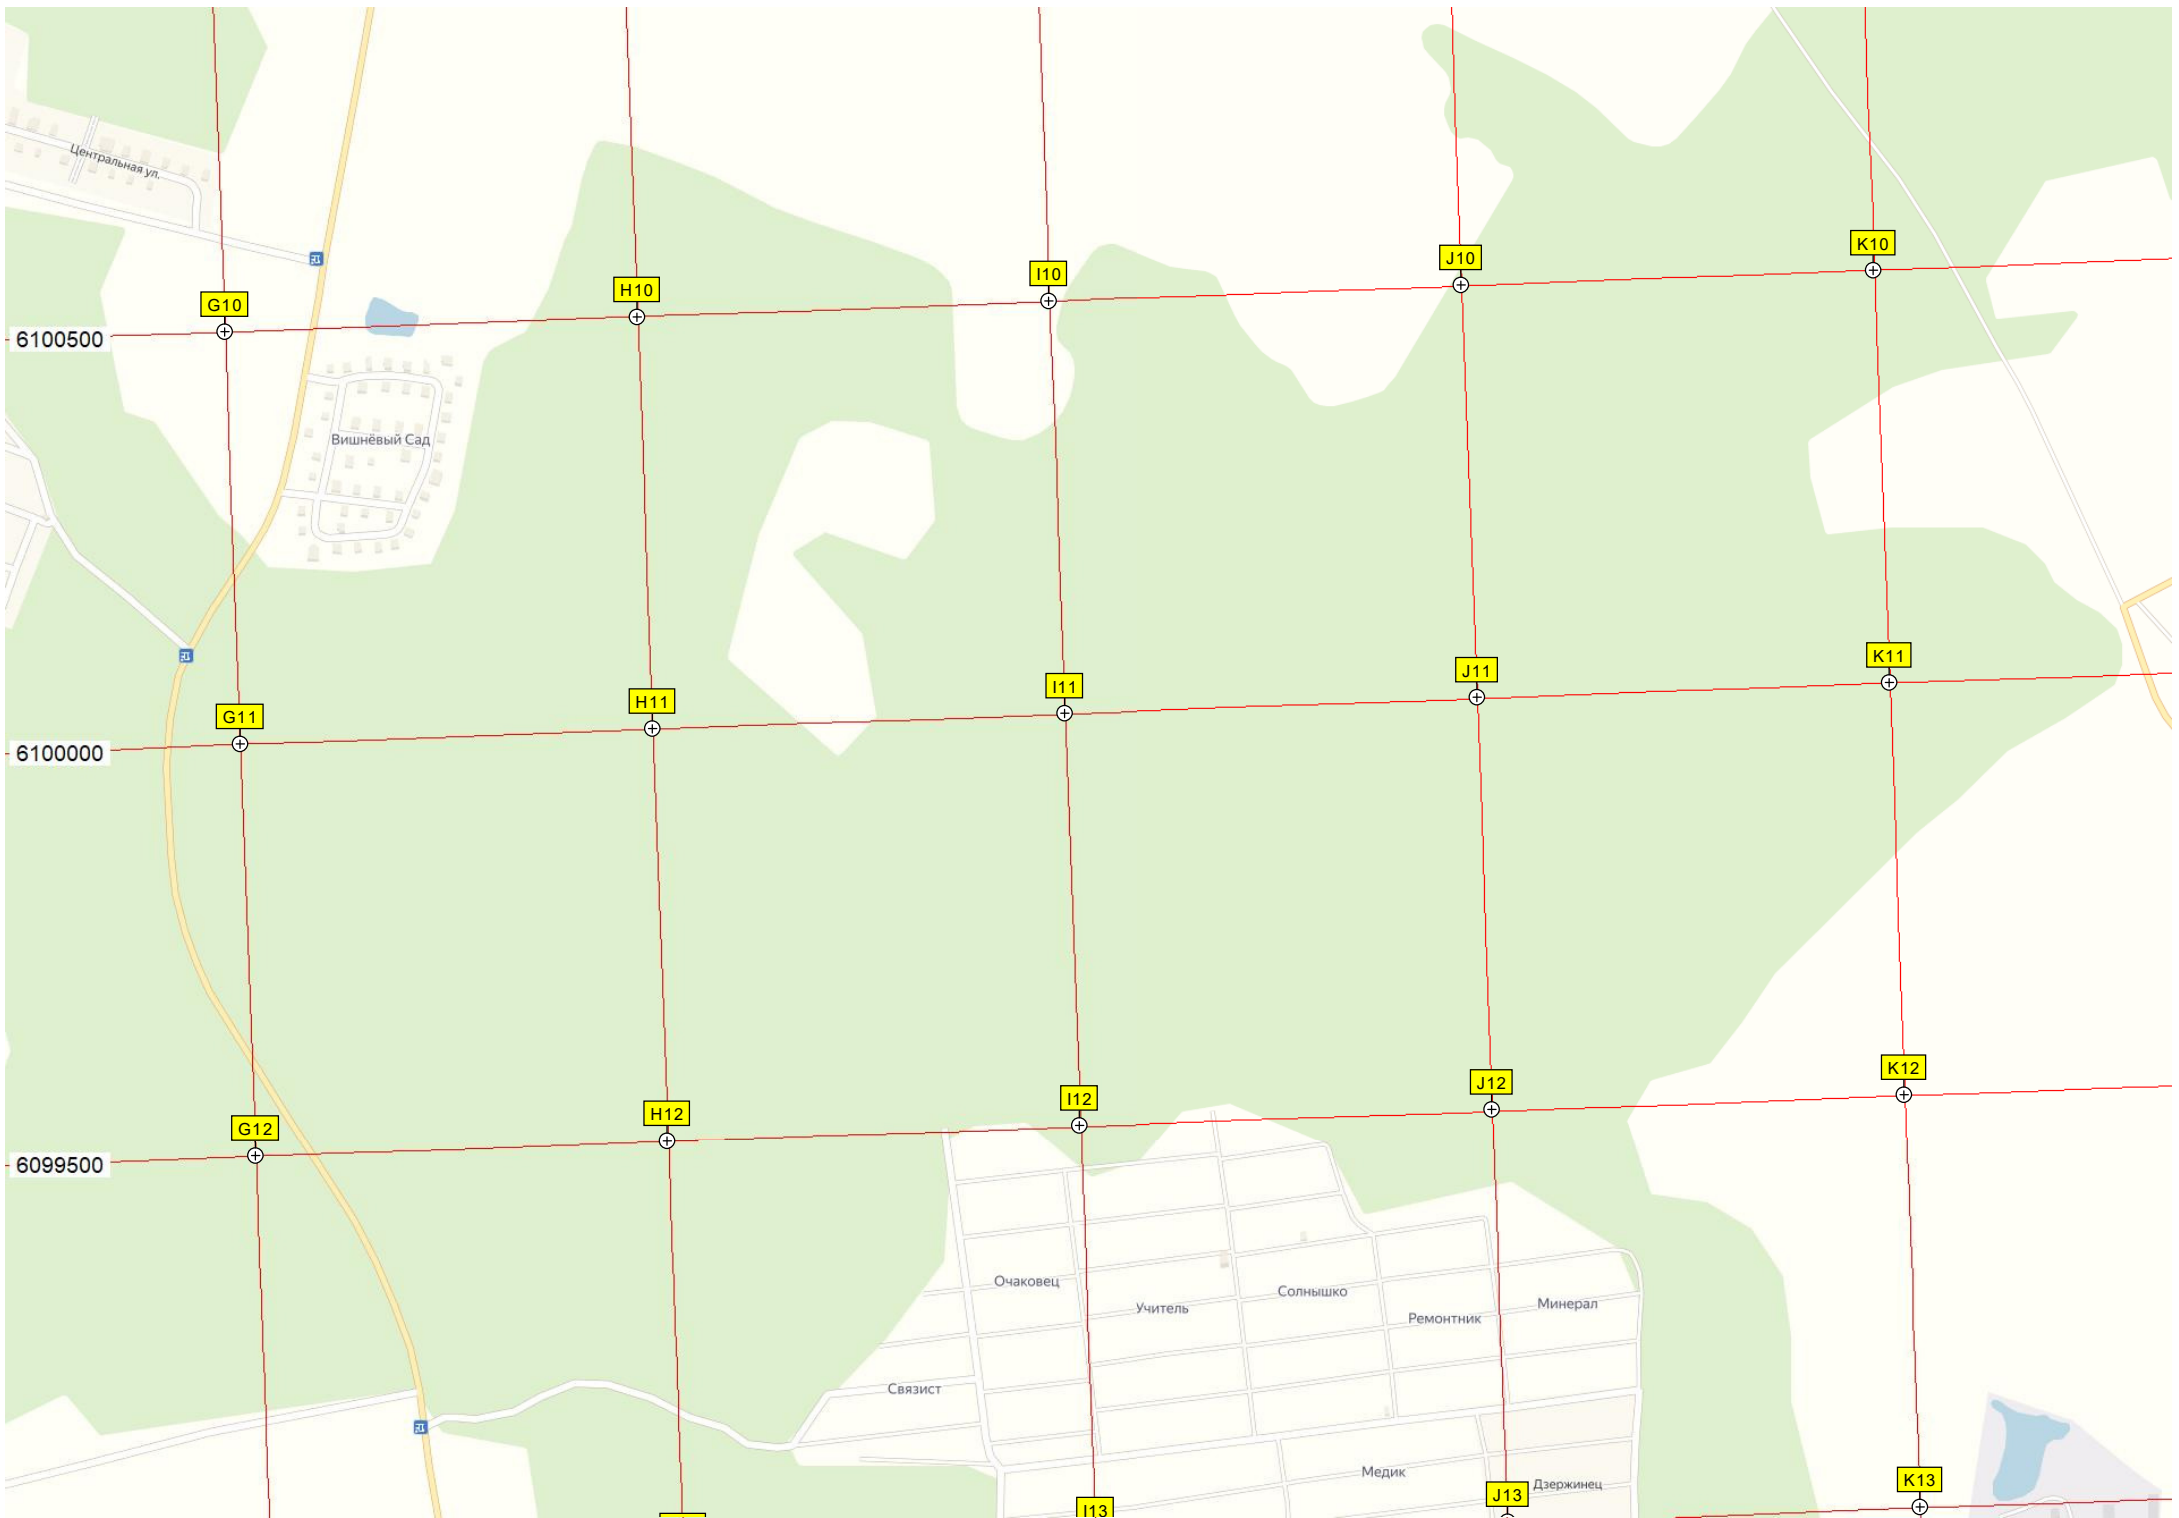 Центральная ул.
K10
J10
I10
H10
G10
6100500
Вишнёвый Сад
K11
J11
I11
H11
G11
6100000
K12
J12
I12
H12
G12
6099500
Очаковец
Солнышко
Учитель
Минерал
Ремонтник
Связист
Медик
K13
Дзержинец
J13
I13